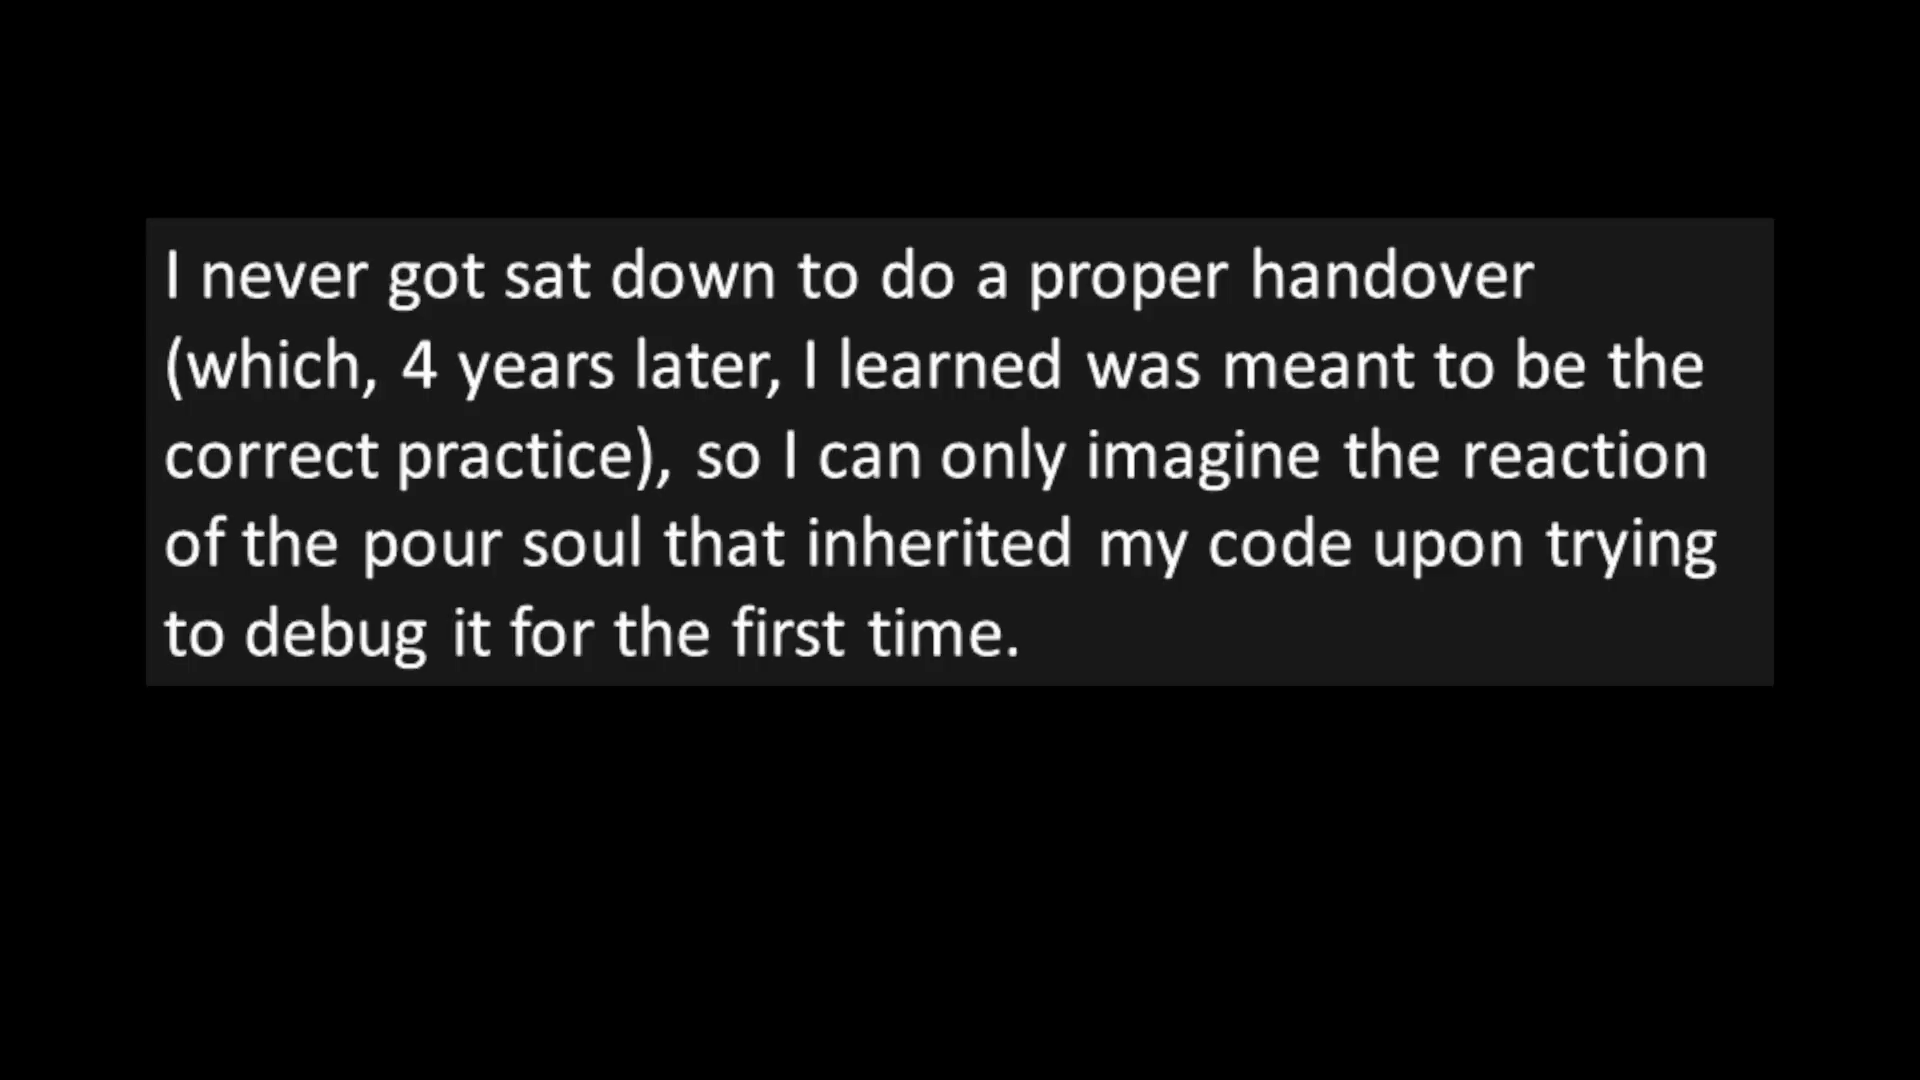 I never got sat down to do a proper handover
(which, 4 years later, I learned was meant to be the
correct practice), so I can only imagine the reaction
of the pour soul that inherited my code upon trying
to debug it for the first time.